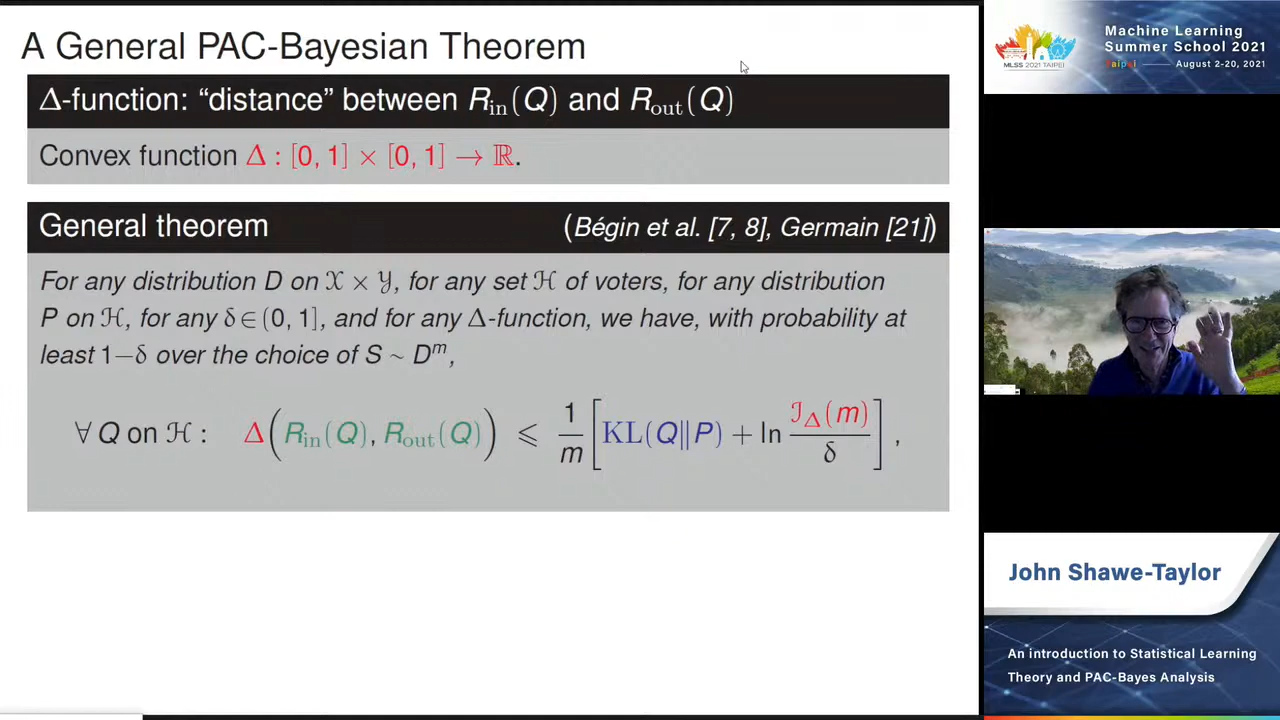 A General PAC-Bayesian Theorem
Δ-function: “distance” between R_in(Q) and R_out(Q)
Convex function Δ : [0, 1] × [0, 1] → ℝ.
General theorem (Bégin et al. [7, 8], Germain [21])
For any distribution D on 𝒳 × 𝒴, for any set ℋ of voters, for any distribution
P on ℋ, for any δ∈(0, 1], and for any Δ-function, we have, with probability at
least 1−δ over the choice of S ∼ D^m,
∀ Q on ℋ : Δ(R_in(Q), R_out(Q)) ⩽ 1/m [KL(Q‖P) + ln ℐ_Δ(m)/δ] ,
Machine Learning
Summer School 2021
MLSS 2021 TAIPEI
Taipei — August 2-20, 2021
John Shawe-Taylor
An introduction to Statistical Learning
Theory and PAC-Bayes Analysis